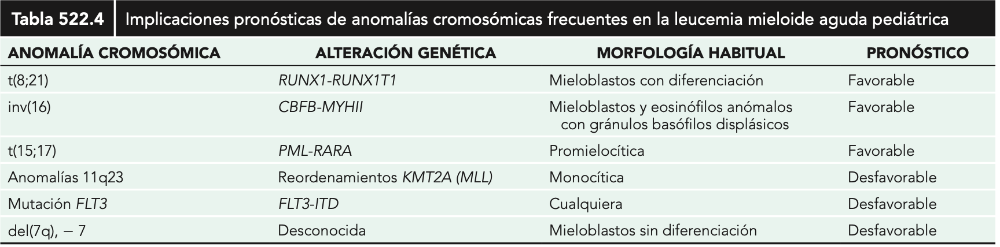 Tabla 522.4 Implicaciones pronósticas de anomalías cromosómicas frecuentes en la leucemia mieloide aguda pediátrica
ANOMALÍA CROMOSÓMICA ALTERACIÓN GENÉTICA MORFOLOGÍA HABITUAL PRONÓSTICO
t(8;21) RUNX1-RUNX1T1 Mieloblastos con diferenciación Favorable
inv(16) CBFB-MYHII Mieloblastos y eosinófilos anómalos Favorable
con gránulos basófilos displásicos
t(15;17) PML-RARA Promielocítica Favorable
Anomalías 11q23 Reordenamientos KMT2A (MLL) Monocítica Desfavorable
Mutación FLT3 FLT3-ITD Cualquiera Desfavorable
del(7q), − 7 Desconocida Mieloblastos sin diferenciación Desfavorable